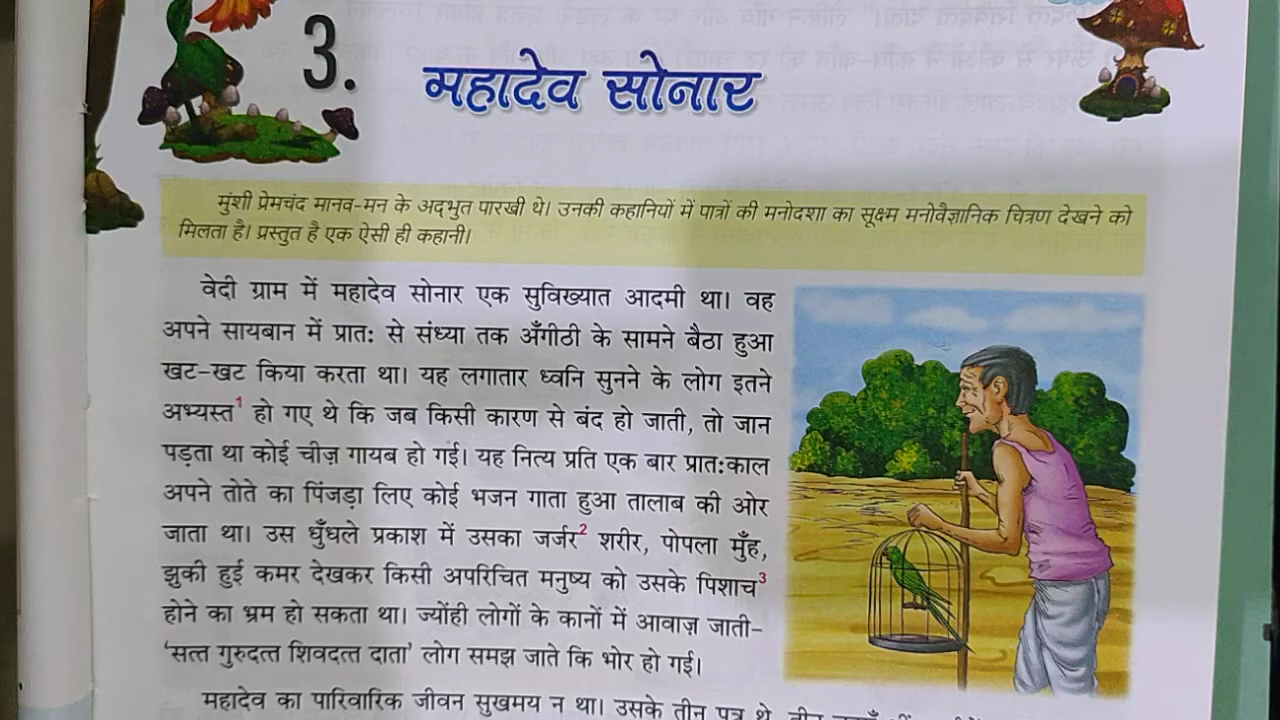 3.
महादेव सोनार
मुंशी प्रेमचंद मानव-मन के अद्भुत पारखी थे। उनकी कहानियों में पात्रों की मनोदशा का सूक्ष्म मनोवैज्ञानिक चित्रण देखने को
मिलता है। प्रस्तुत है एक ऐसी ही कहानी।
वेदी ग्राम में महादेव सोनार एक सुविख्यात आदमी था। वह
अपने सायबान में प्रातः से संध्या तक अँगीठी के सामने बैठा हुआ
खट-खट किया करता था। यह लगातार ध्वनि सुनने के लोग इतने
अभ्यस्त1 हो गए थे कि जब किसी कारण से बंद हो जाती, तो जान
पड़ता था कोई चीज़ गायब हो गई। यह नित्य प्रति एक बार प्रातःकाल
अपने तोते का पिंजड़ा लिए कोई भजन गाता हुआ तालाब की ओर
जाता था। उस धुँधले प्रकाश में उसका जर्जर2 शरीर, पोपला मुँह,
झुकी हुई कमर देखकर किसी अपरिचित मनुष्य को उसके पिशाच3
होने का भ्रम हो सकता था। ज्योंही लोगों के कानों में आवाज़ जाती-
'सत्त गुरुदत्त शिवदत्त दाता' लोग समझ जाते कि भोर हो गई।
महादेव का पारिवारिक जीवन सुखमय न था। उसके तीन पुत्र थे,